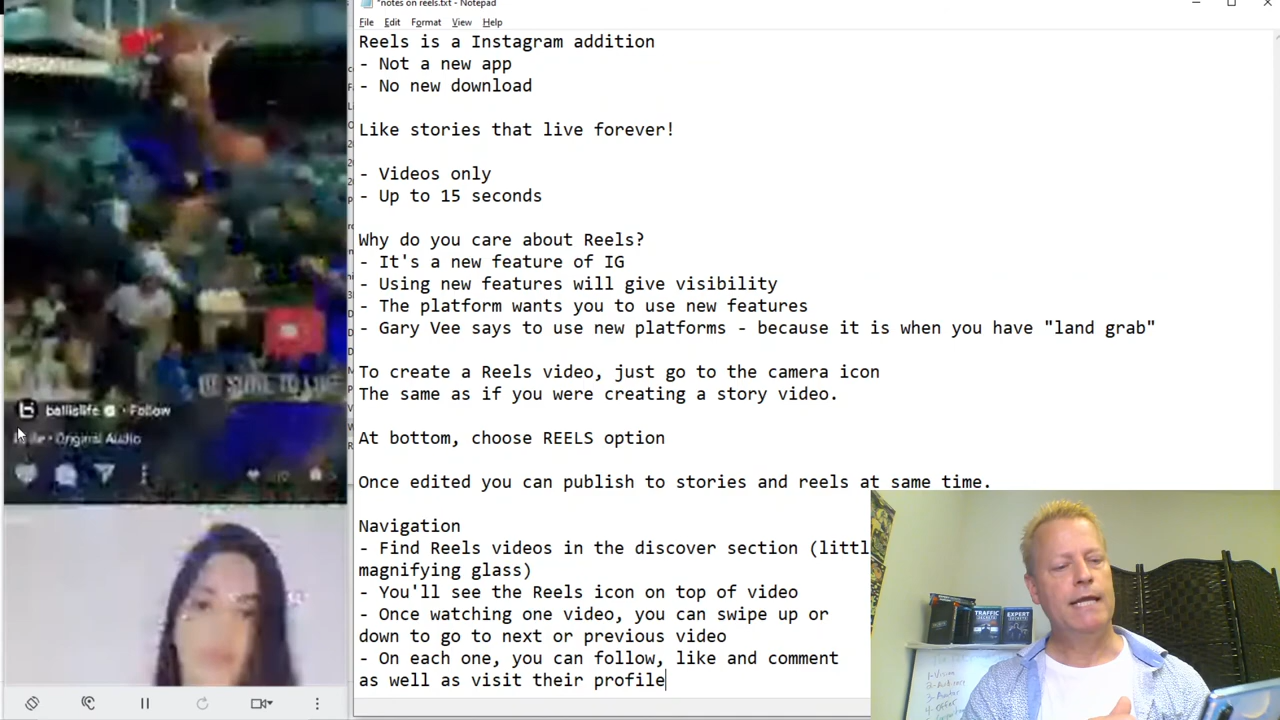 *notes on reels.txt - Notepad
File Edit Format View Help
Reels is a Instagram addition
- Not a new app
- No new download
Like stories that live forever!
- Videos only
- Up to 15 seconds
Why do you care about Reels?
- It's a new feature of IG
- Using new features will give visibility
- The platform wants you to use new features
- Gary Vee says to use new platforms - because it is when you have "land grab"
To create a Reels video, just go to the camera icon
The same as if you were creating a story video.
At bottom, choose REELS option
Once edited you can publish to stories and reels at same time.
Navigation
- Find Reels videos in the discover section (littl
magnifying glass)
- You'll see the Reels icon on top of video
- Once watching one video, you can swipe up or
down to go to next or previous video
- On each one, you can follow, like and comment
as well as visit their profile
BE SURE TO
ballislife • Follow
• Original Audio
TRAFFIC
SECRETS
EXPERT
SECRETS